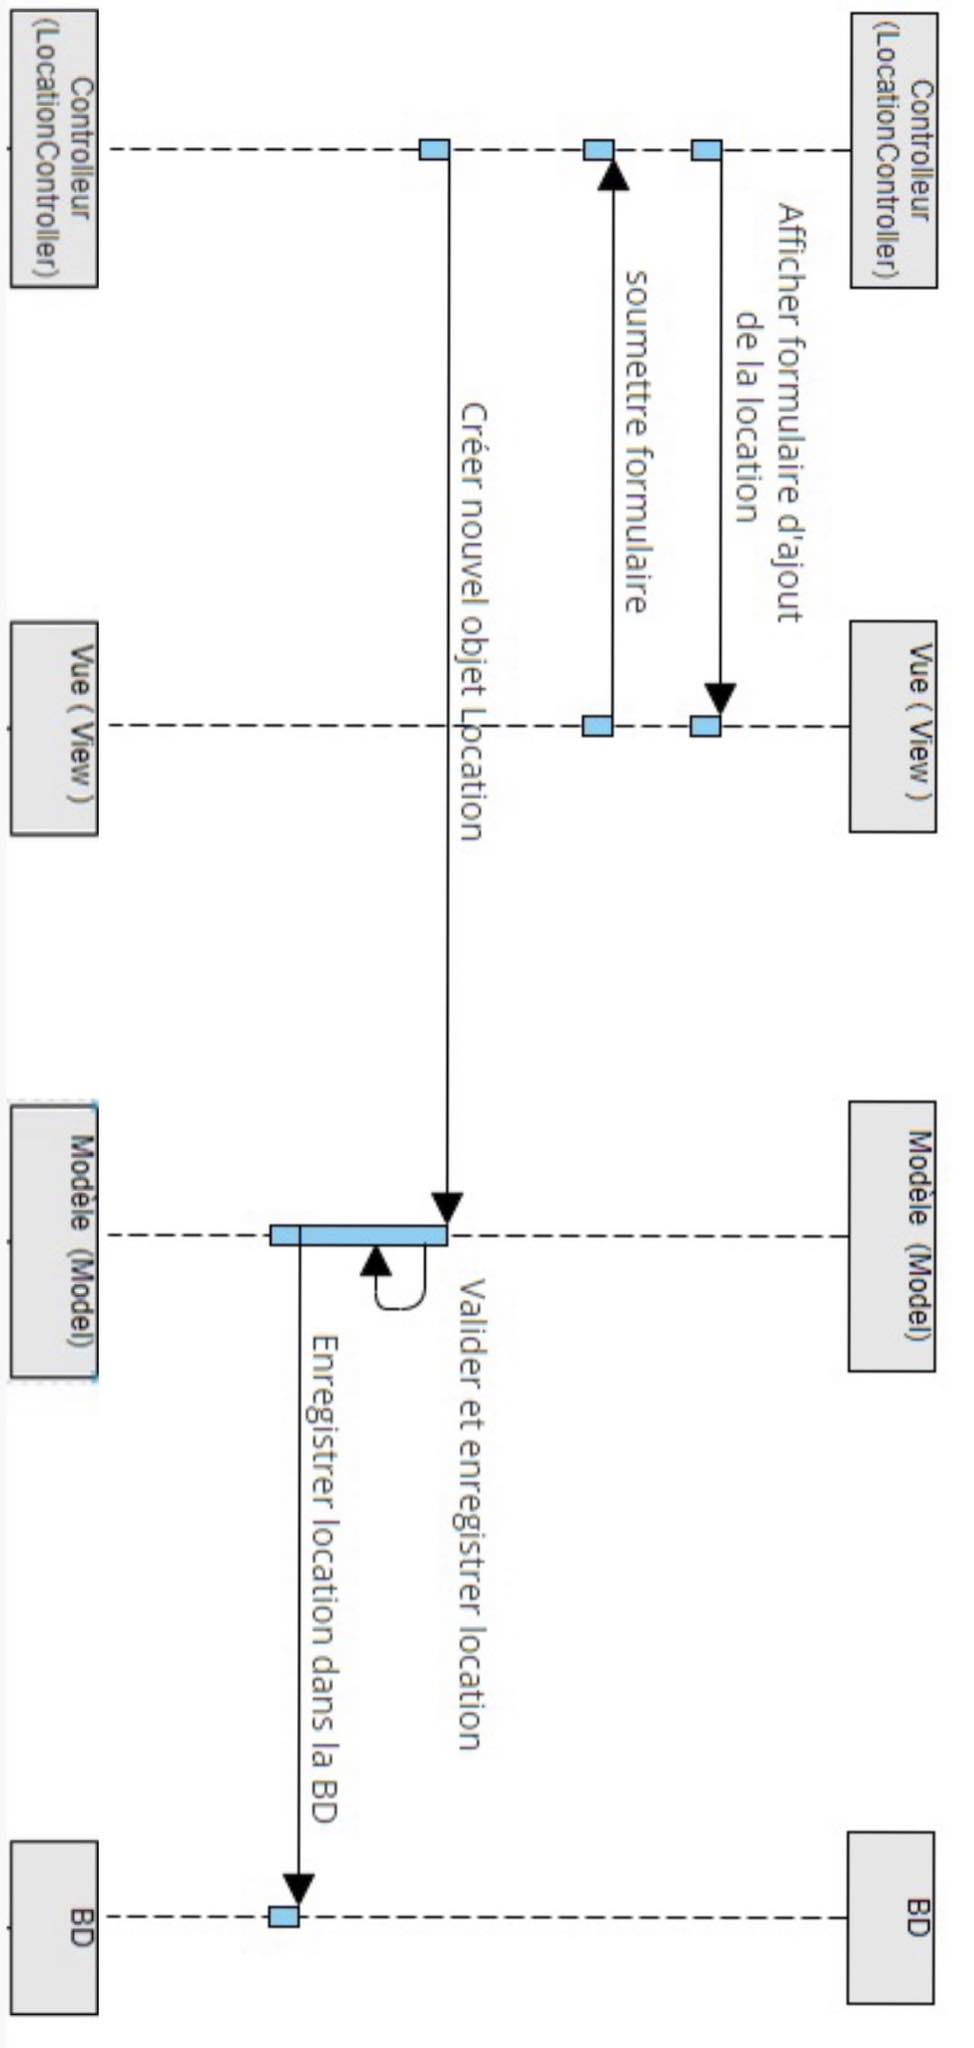 Controlleur
(LocationController)
Vue ( View )
Modèle (Model)
BD
Afficher formulaire d'ajout
de la location
soumettre formulaire
Créer nouvel objet Location
Valider et enregistrer location
Enregistrer location dans la BD
Controlleur
(LocationController)
Vue ( View )
Modèle (Model)
BD